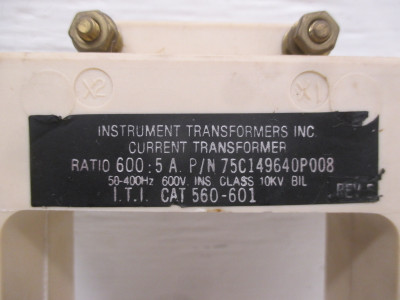 X2 X1
INSTRUMENT TRANSFORMERS INC.
CURRENT TRANSFORMER
RATIO 600:5 A. P/N 75C149640P008
50-400Hz 600V. INS. CLASS 10KV BIL
I.T.I. CAT 560-601 REV.